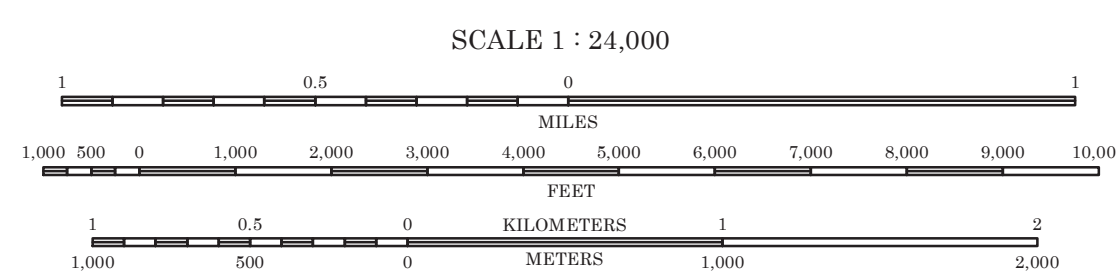 SCALE 1 : 24,000
1 0.5 0 1
MILES
1,000 500 0 1,000 2,000 3,000 4,000 5,000 6,000 7,000 8,000 9,000 10,00
FEET
1 0.5 0 KILOMETERS 1 2
1,000 500 0 METERS 1,000 2,000